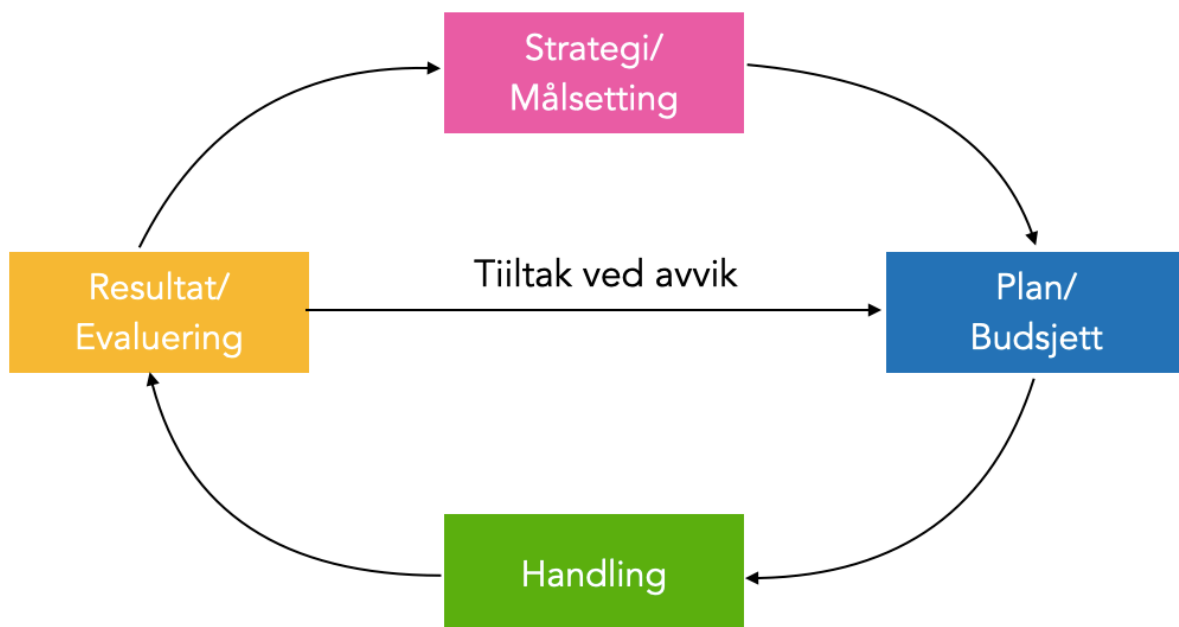 Strategi/
Målsetting
Resultat/
Evaluering
Tiiltak ved avvik
Plan/
Budsjett
Handling